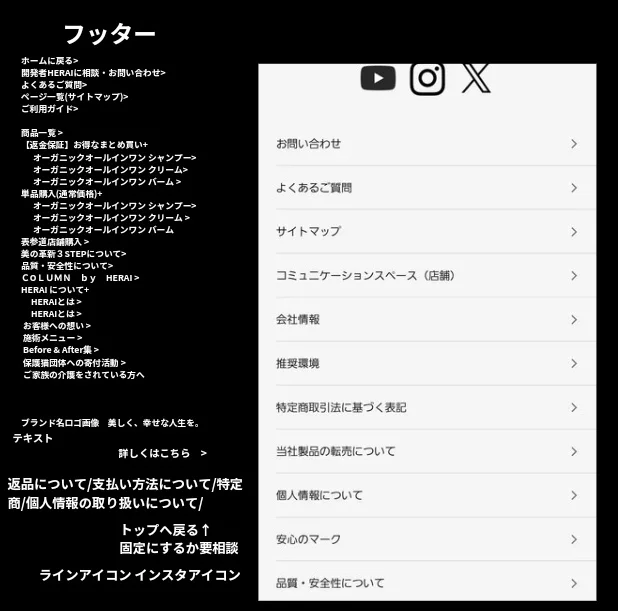 フッター
ホームに戻る>
開発者HERAIに相談・お問い合わせ>
よくあるご質問>
ページ一覧(サイトマップ)>
ご利用ガイド>
商品一覧 >
【返金保証】お得なまとめ買い+
オーガニックオールインワン シャンプー>
オーガニックオールインワン クリーム>
オーガニックオールインワン バーム >
単品購入(通常価格)+
オーガニックオールインワン シャンプー>
オーガニックオールインワン クリーム >
オーガニックオールインワン バーム
表参道店舗購入 >
美の革新３STEPについて>
品質・安全性について>
ＣＯＬＵＭＮ　ｂｙ　HERAI >
HERAI について+
HERAIとは >
HERAIとは >
お客様への想い >
施術メニュー >
Before & After集 >
保護猫団体への寄付活動 >
ご家族の介護をされている方へ
ブランド名ロゴ画像　美しく、幸せな人生を。
テキスト
詳しくはこちら　>
返品について/支払い方法について/特定
商/個人情報の取り扱いについて/
トップへ戻る↑
固定にするか要相談
ラインアイコン インスタアイコン
お問い合わせ
よくあるご質問
サイトマップ
コミュニケーションスペース（店舗）
会社情報
推奨環境
特定商取引法に基づく表記
当社製品の転売について
個人情報について
安心のマーク
品質・安全性について